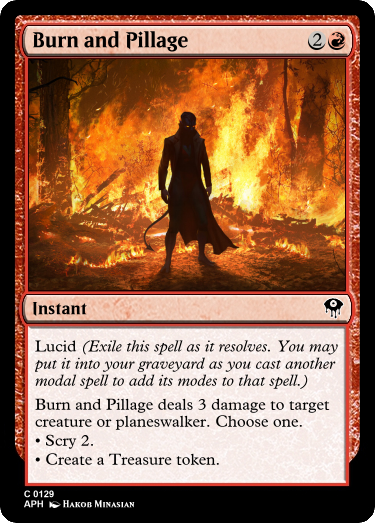 Burn and Pillage 2
Instant
Lucid (Exile this spell as it resolves. You may
put it into your graveyard as you cast another
modal spell to add its modes to that spell.)
Burn and Pillage deals 3 damage to target
creature or planeswalker. Choose one.
• Scry 2.
• Create a Treasure token.
C 0129
APH Hakob Minasian